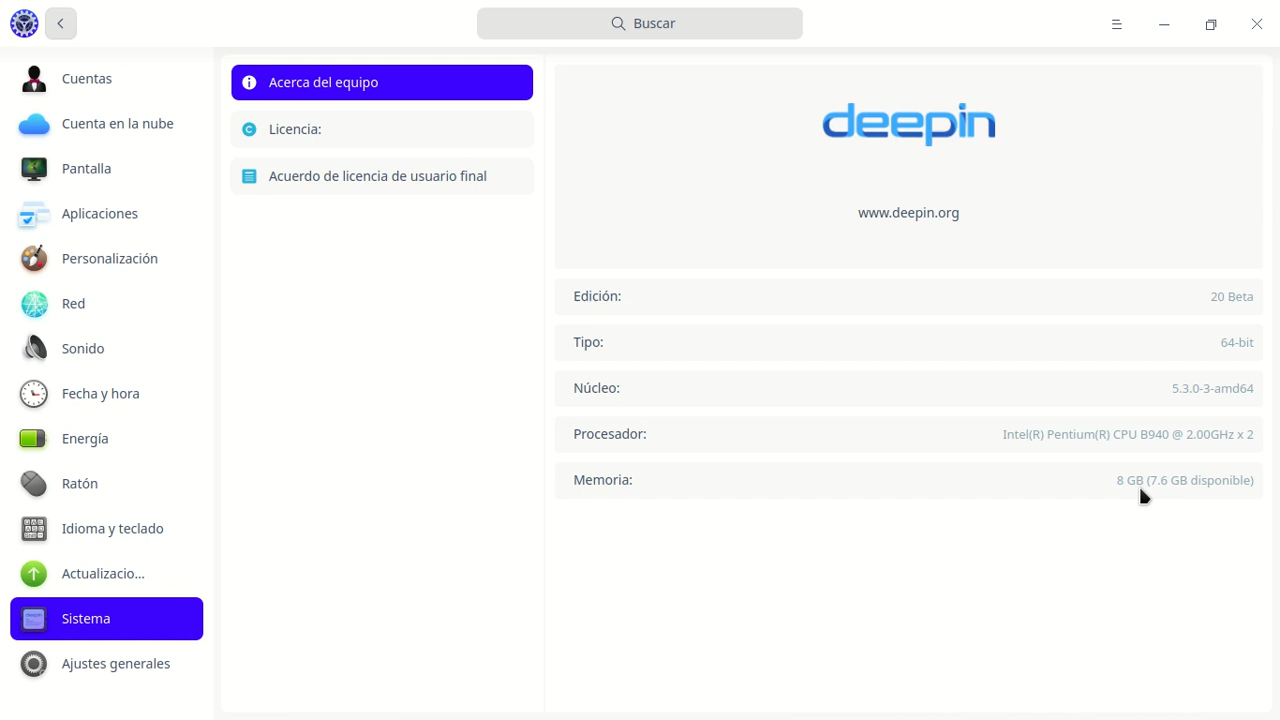 Buscar
Cuentas
Cuenta en la nube
Pantalla
Aplicaciones
Personalización
Red
Sonido
Fecha y hora
Energía
Ratón
Idioma y teclado
Actualizacio...
Sistema
Ajustes generales
Acerca del equipo
Licencia:
Acuerdo de licencia de usuario final
deepin
www.deepin.org
Edición: 20 Beta
Tipo: 64-bit
Núcleo: 5.3.0-3-amd64
Procesador: Intel(R) Pentium(R) CPU B940 @ 2.00GHz x 2
Memoria: 8 GB (7.6 GB disponible)